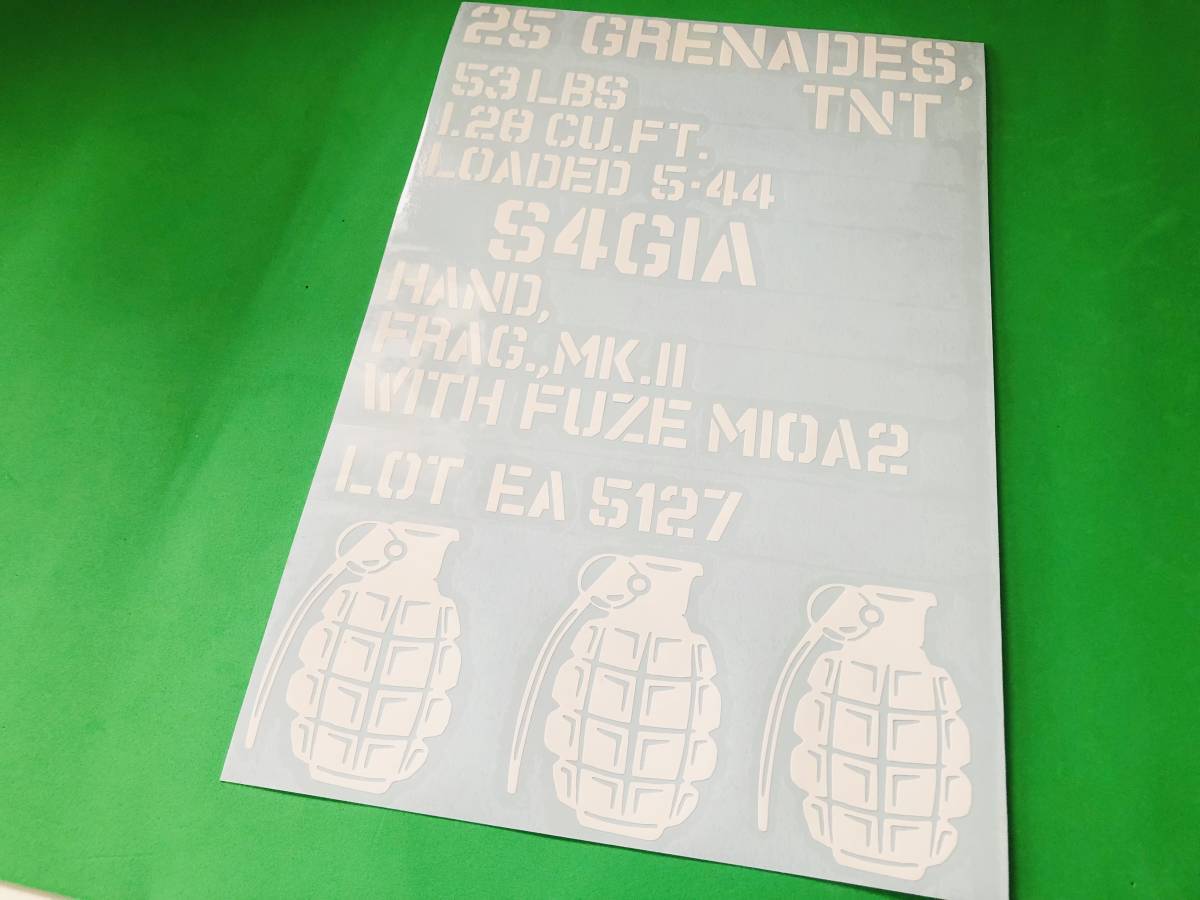 25 GRENADES,
TNT
53 LBS
1.28 CU.FT.
LOADED 5-44
S4GIA
HAND,
FRAG.,MK.II
WITH FUZE M10A2
LOT EA 5127